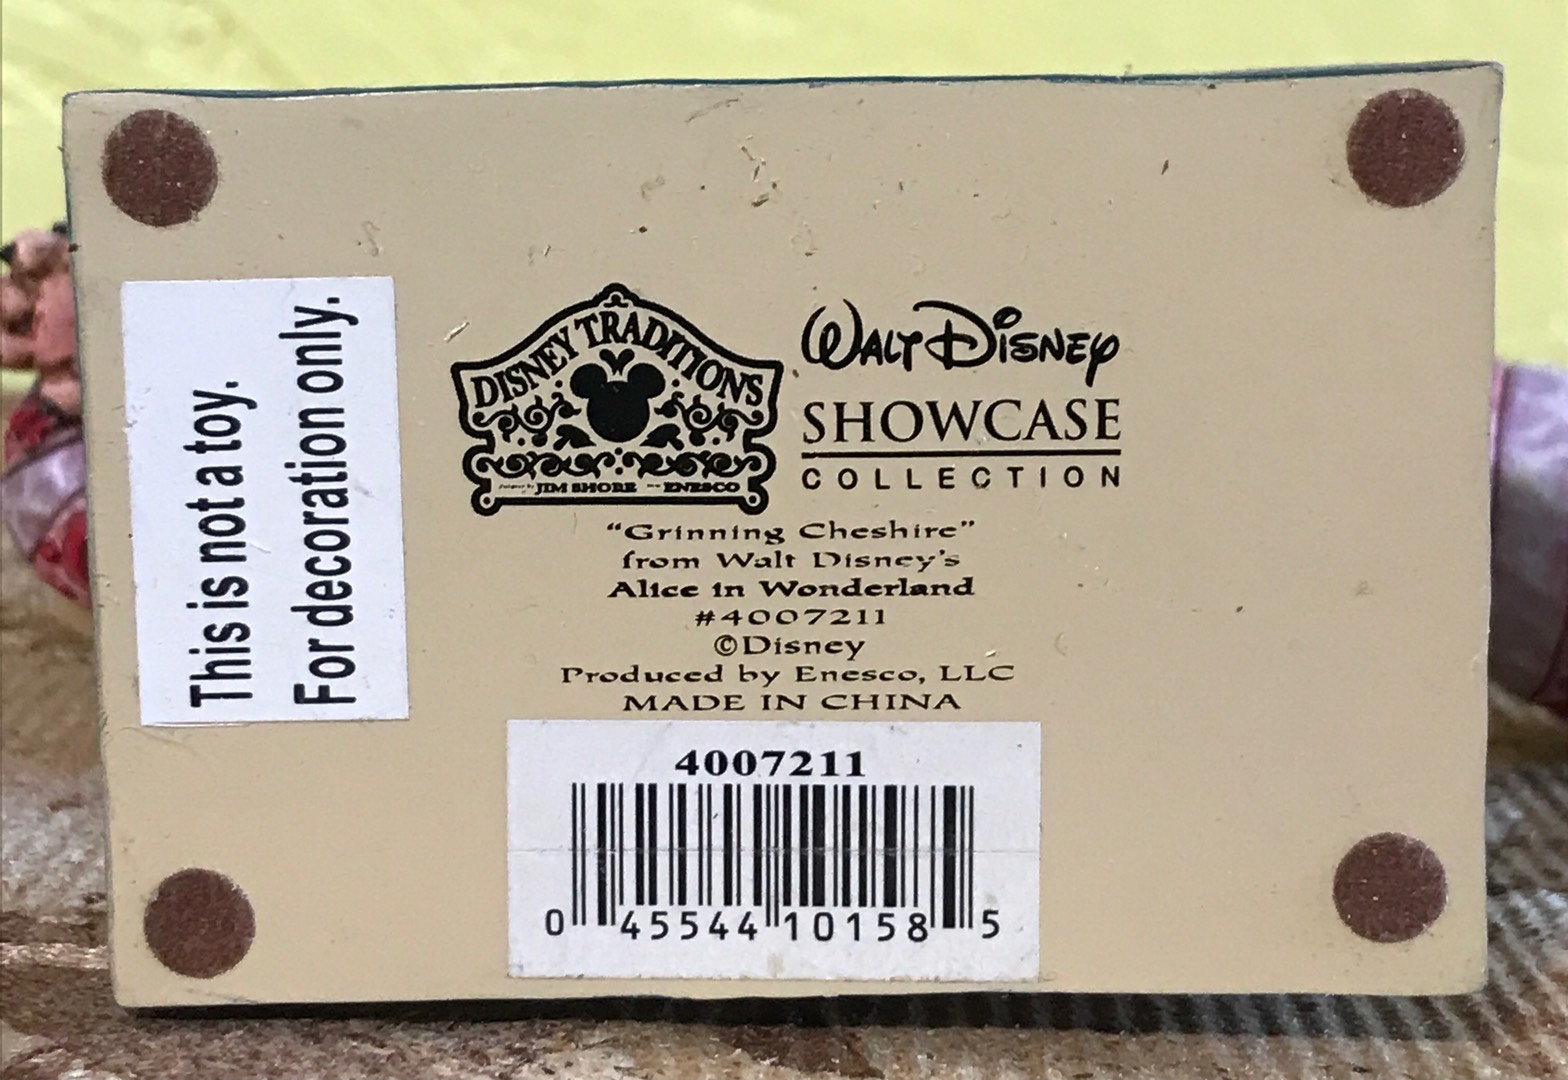 This is not a toy.
For decoration only.
DISNEY TRADITIONS
JIM SHORE ENESCO
WALT DISNEY
SHOWCASE
COLLECTION
“Grinning Cheshire”
from Walt Disney's
Alice in Wonderland
#4007211
©Disney
Produced by Enesco, LLC
MADE IN CHINA
4007211
0 45544 10158 5